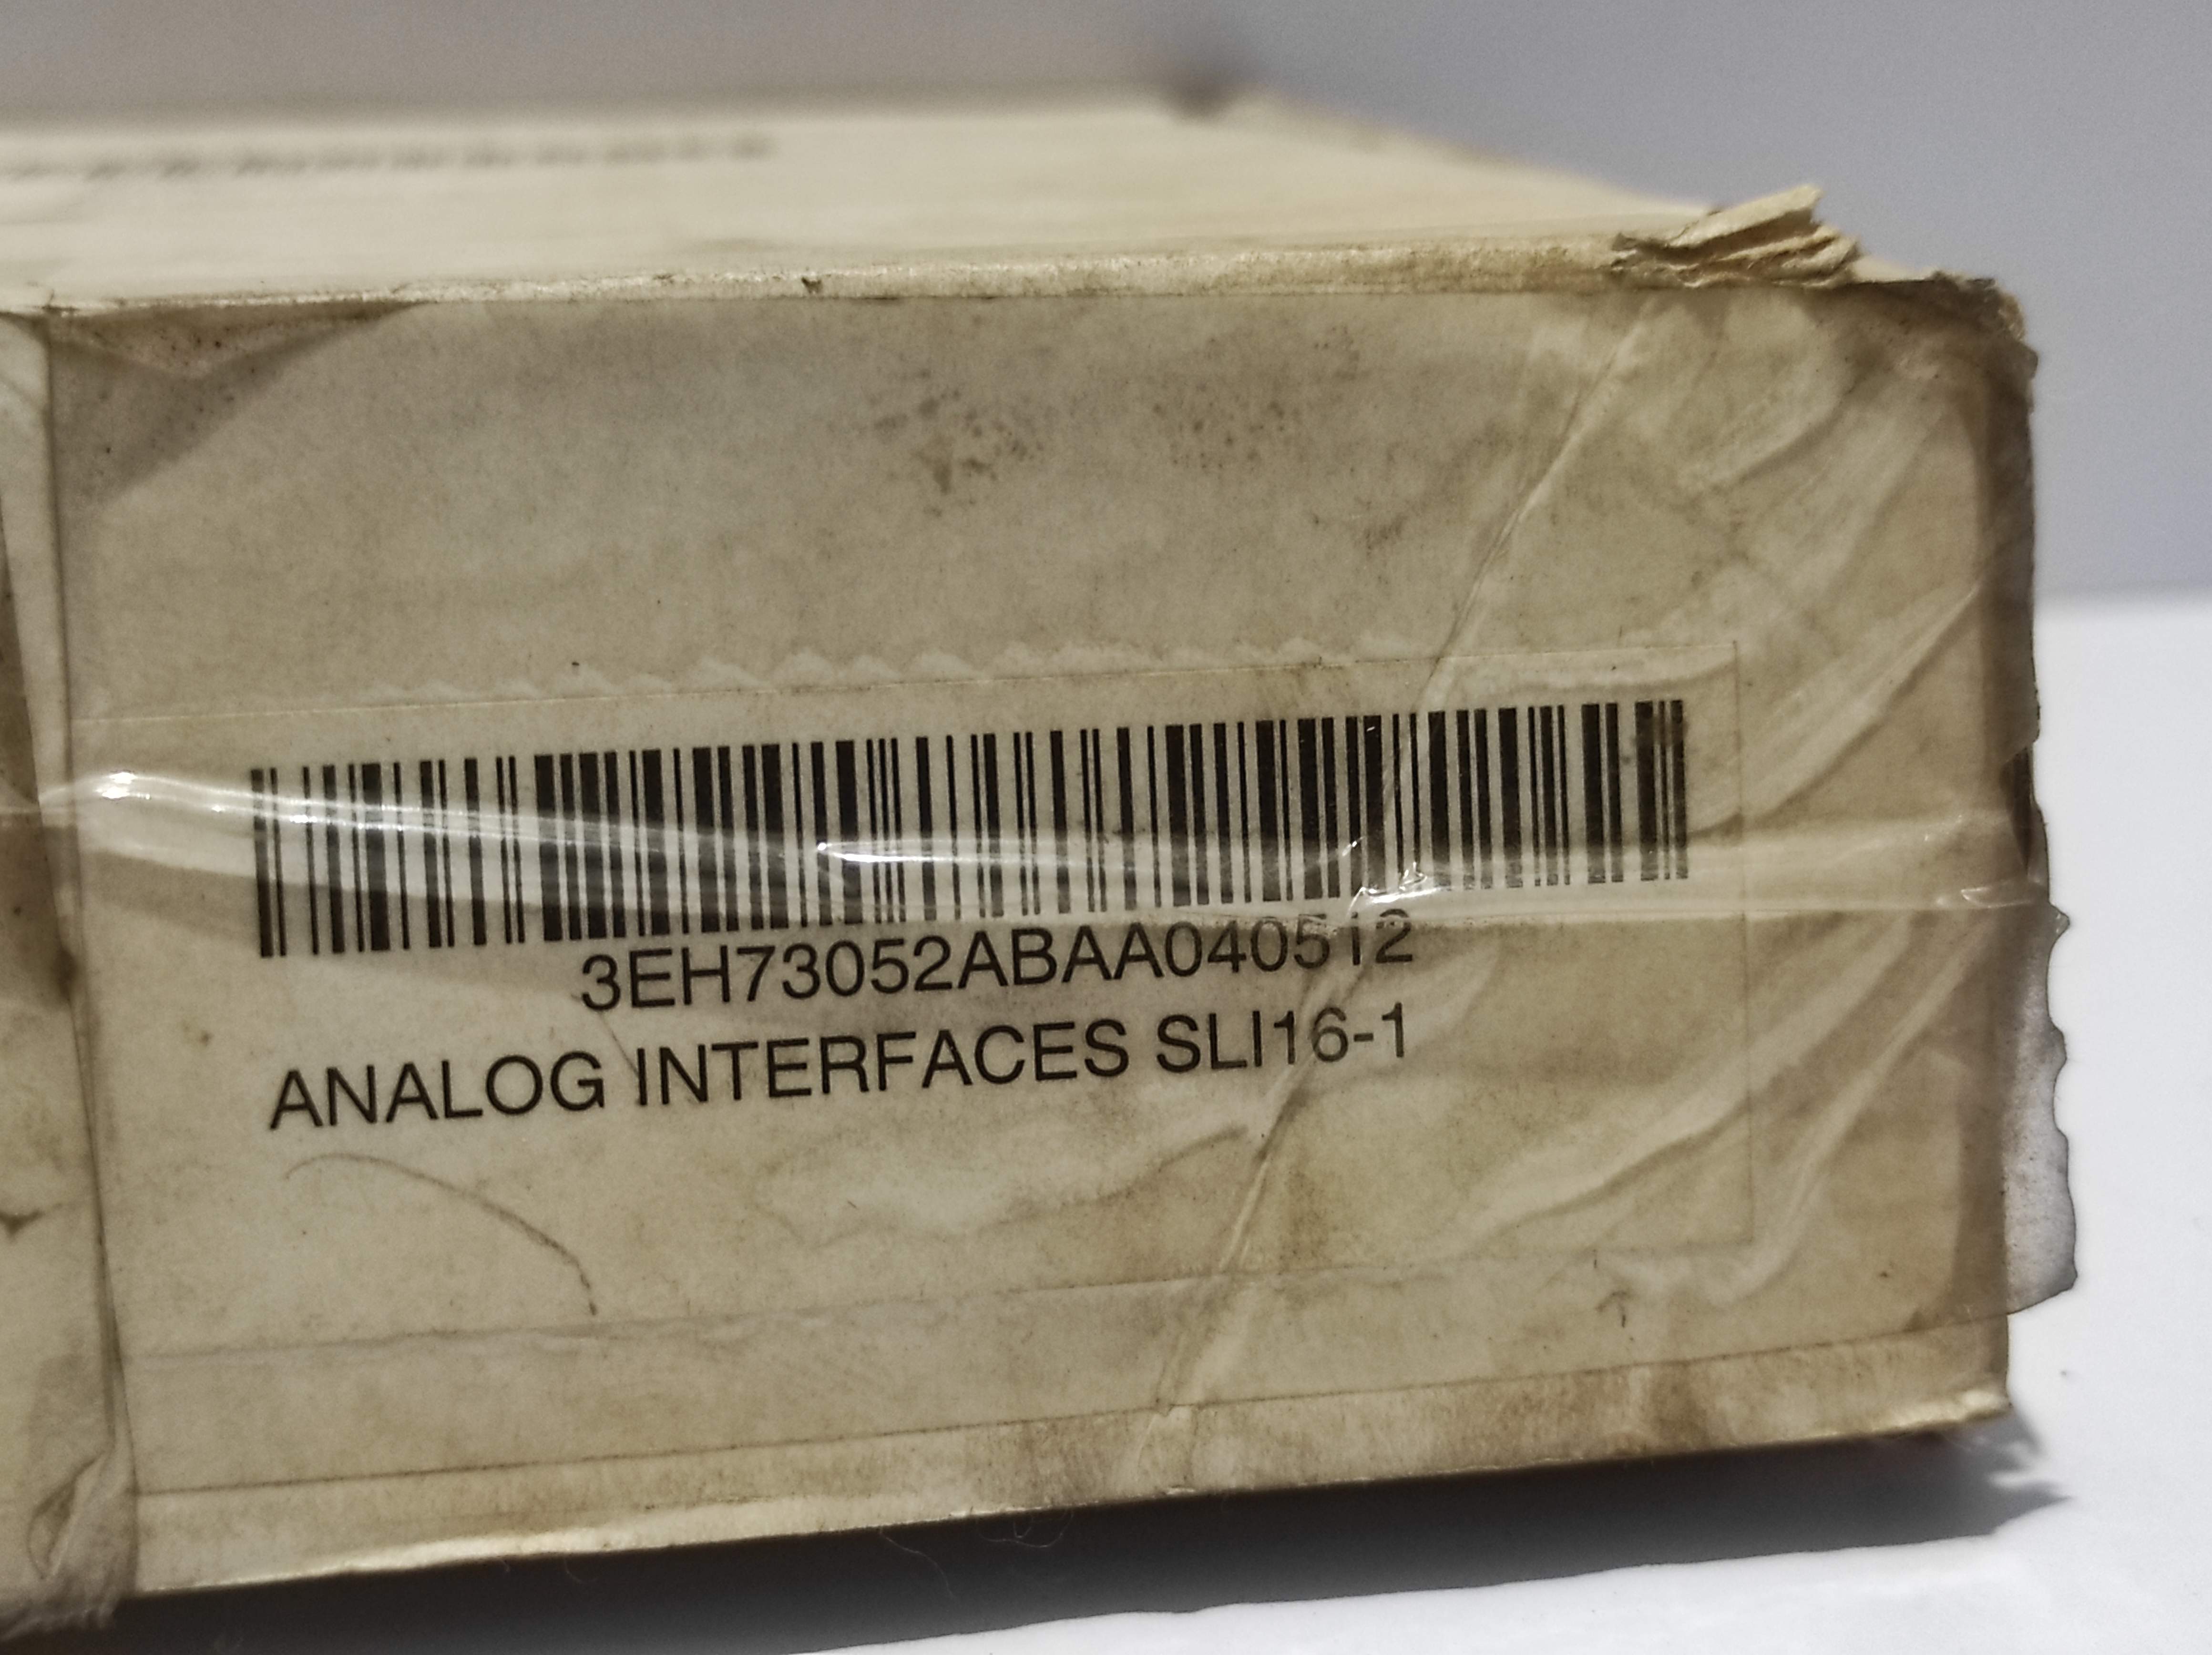 3EH73052ABAA040512
ANALOG INTERFACES SLI16-1